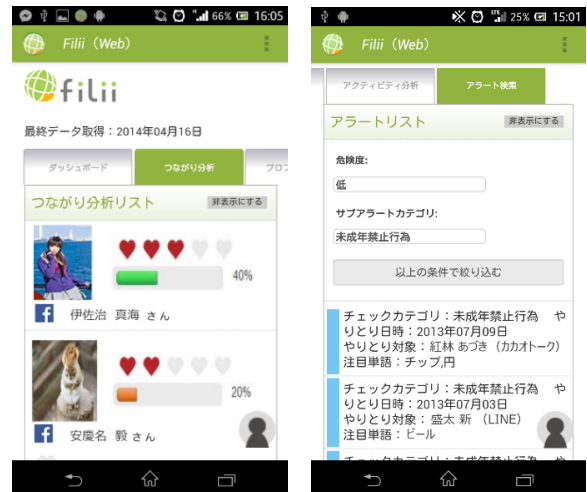 66% 16:05
Filii（Web）
filii
最終データ取得：2014年04月16日
ダッシュボード
つながり分析
プロフ
つながり分析リスト
非表示にする
40%
伊佐治 真海 さん
20%
安慶名 毅 さん
25% 15:01
Filii（Web）
アクティビティ分析
アラート検索
アラートリスト
非表示にする
危険度:
低
サブアラートカテゴリ:
未成年禁止行為
以上の条件で絞り込む
チェックカテゴリ：未成年禁止行為 や
りとり日時：2013年07月09日
やりとり対象：紅林 あづき（カカオトーク）
注目単語：チップ,円
チェックカテゴリ：未成年禁止行為 や
りとり日時：2013年07月03日
やりとり対象：盛太 新 （LINE）
注目単語：ビール